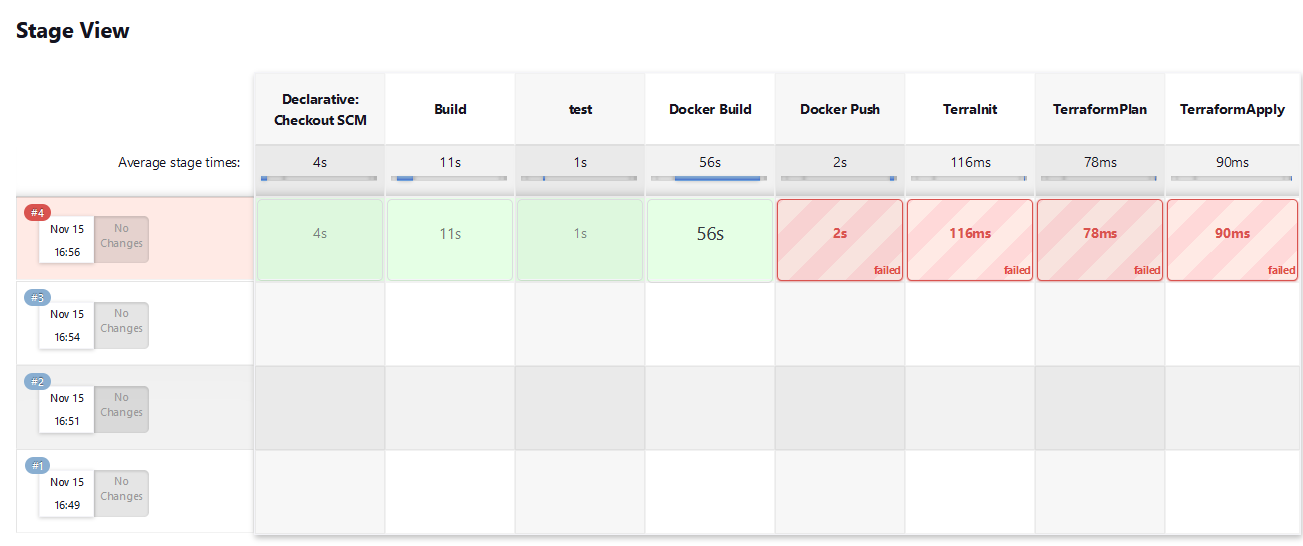 Stage View
Declarative:
Checkout SCM
Build
test
Docker Build
Docker Push
TerraInit
TerraformPlan
TerraformApply
Average stage times:
4s
11s
1s
56s
2s
116ms
78ms
90ms
#4
Nov 15
16:56
No
Changes
4s
11s
1s
56s
2s
failed
116ms
failed
78ms
failed
90ms
failed
#3
Nov 15
16:54
No
Changes
#2
Nov 15
16:51
No
Changes
#1
Nov 15
16:49
No
Changes